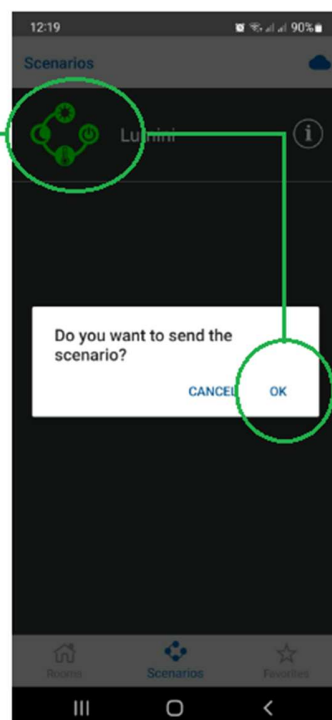 12:19 90%
Scenarios
Lumini
Do you want to send the
scenario?
CANCEL OK
Rooms Scenarios Favorites